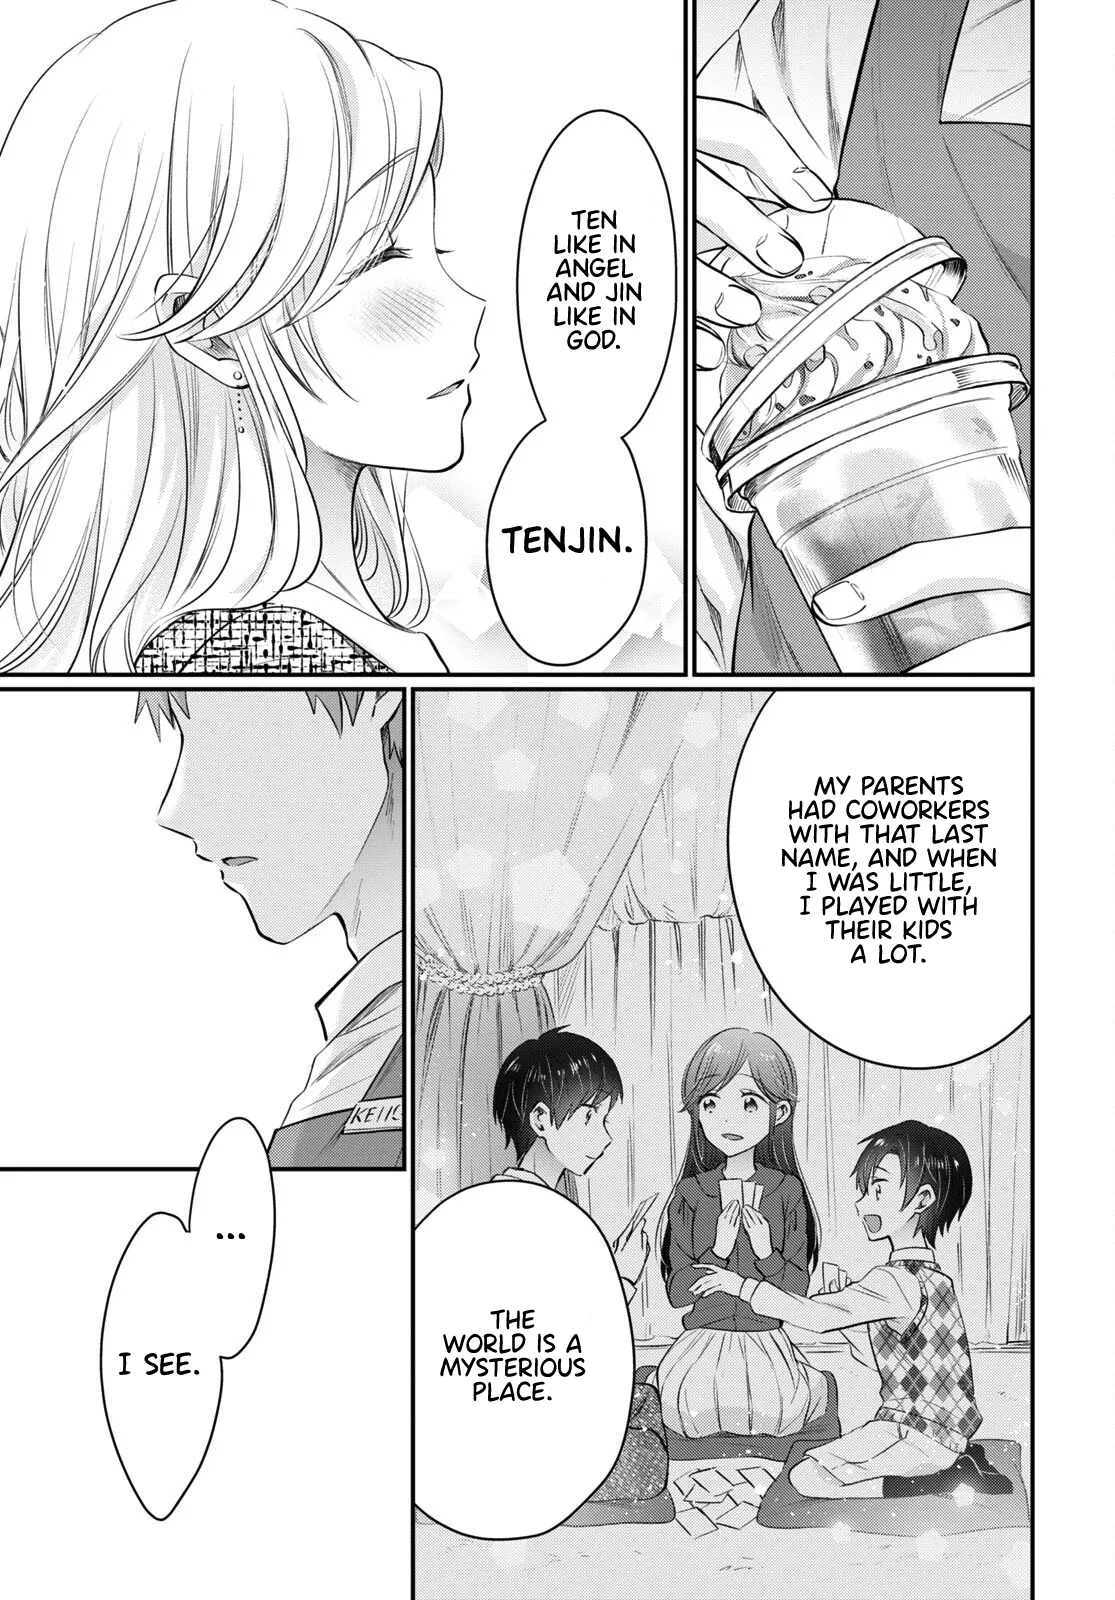 TEN
LIKE IN
ANGEL
AND JIN
LIKE IN
GOD.
TENJIN.
MY PARENTS
HAD COWORKERS
WITH THAT LAST
NAME, AND WHEN
I WAS LITTLE,
I PLAYED WITH
THEIR KIDS
A LOT.
THE
WORLD IS A
MYSTERIOUS
PLACE.
...
I SEE.